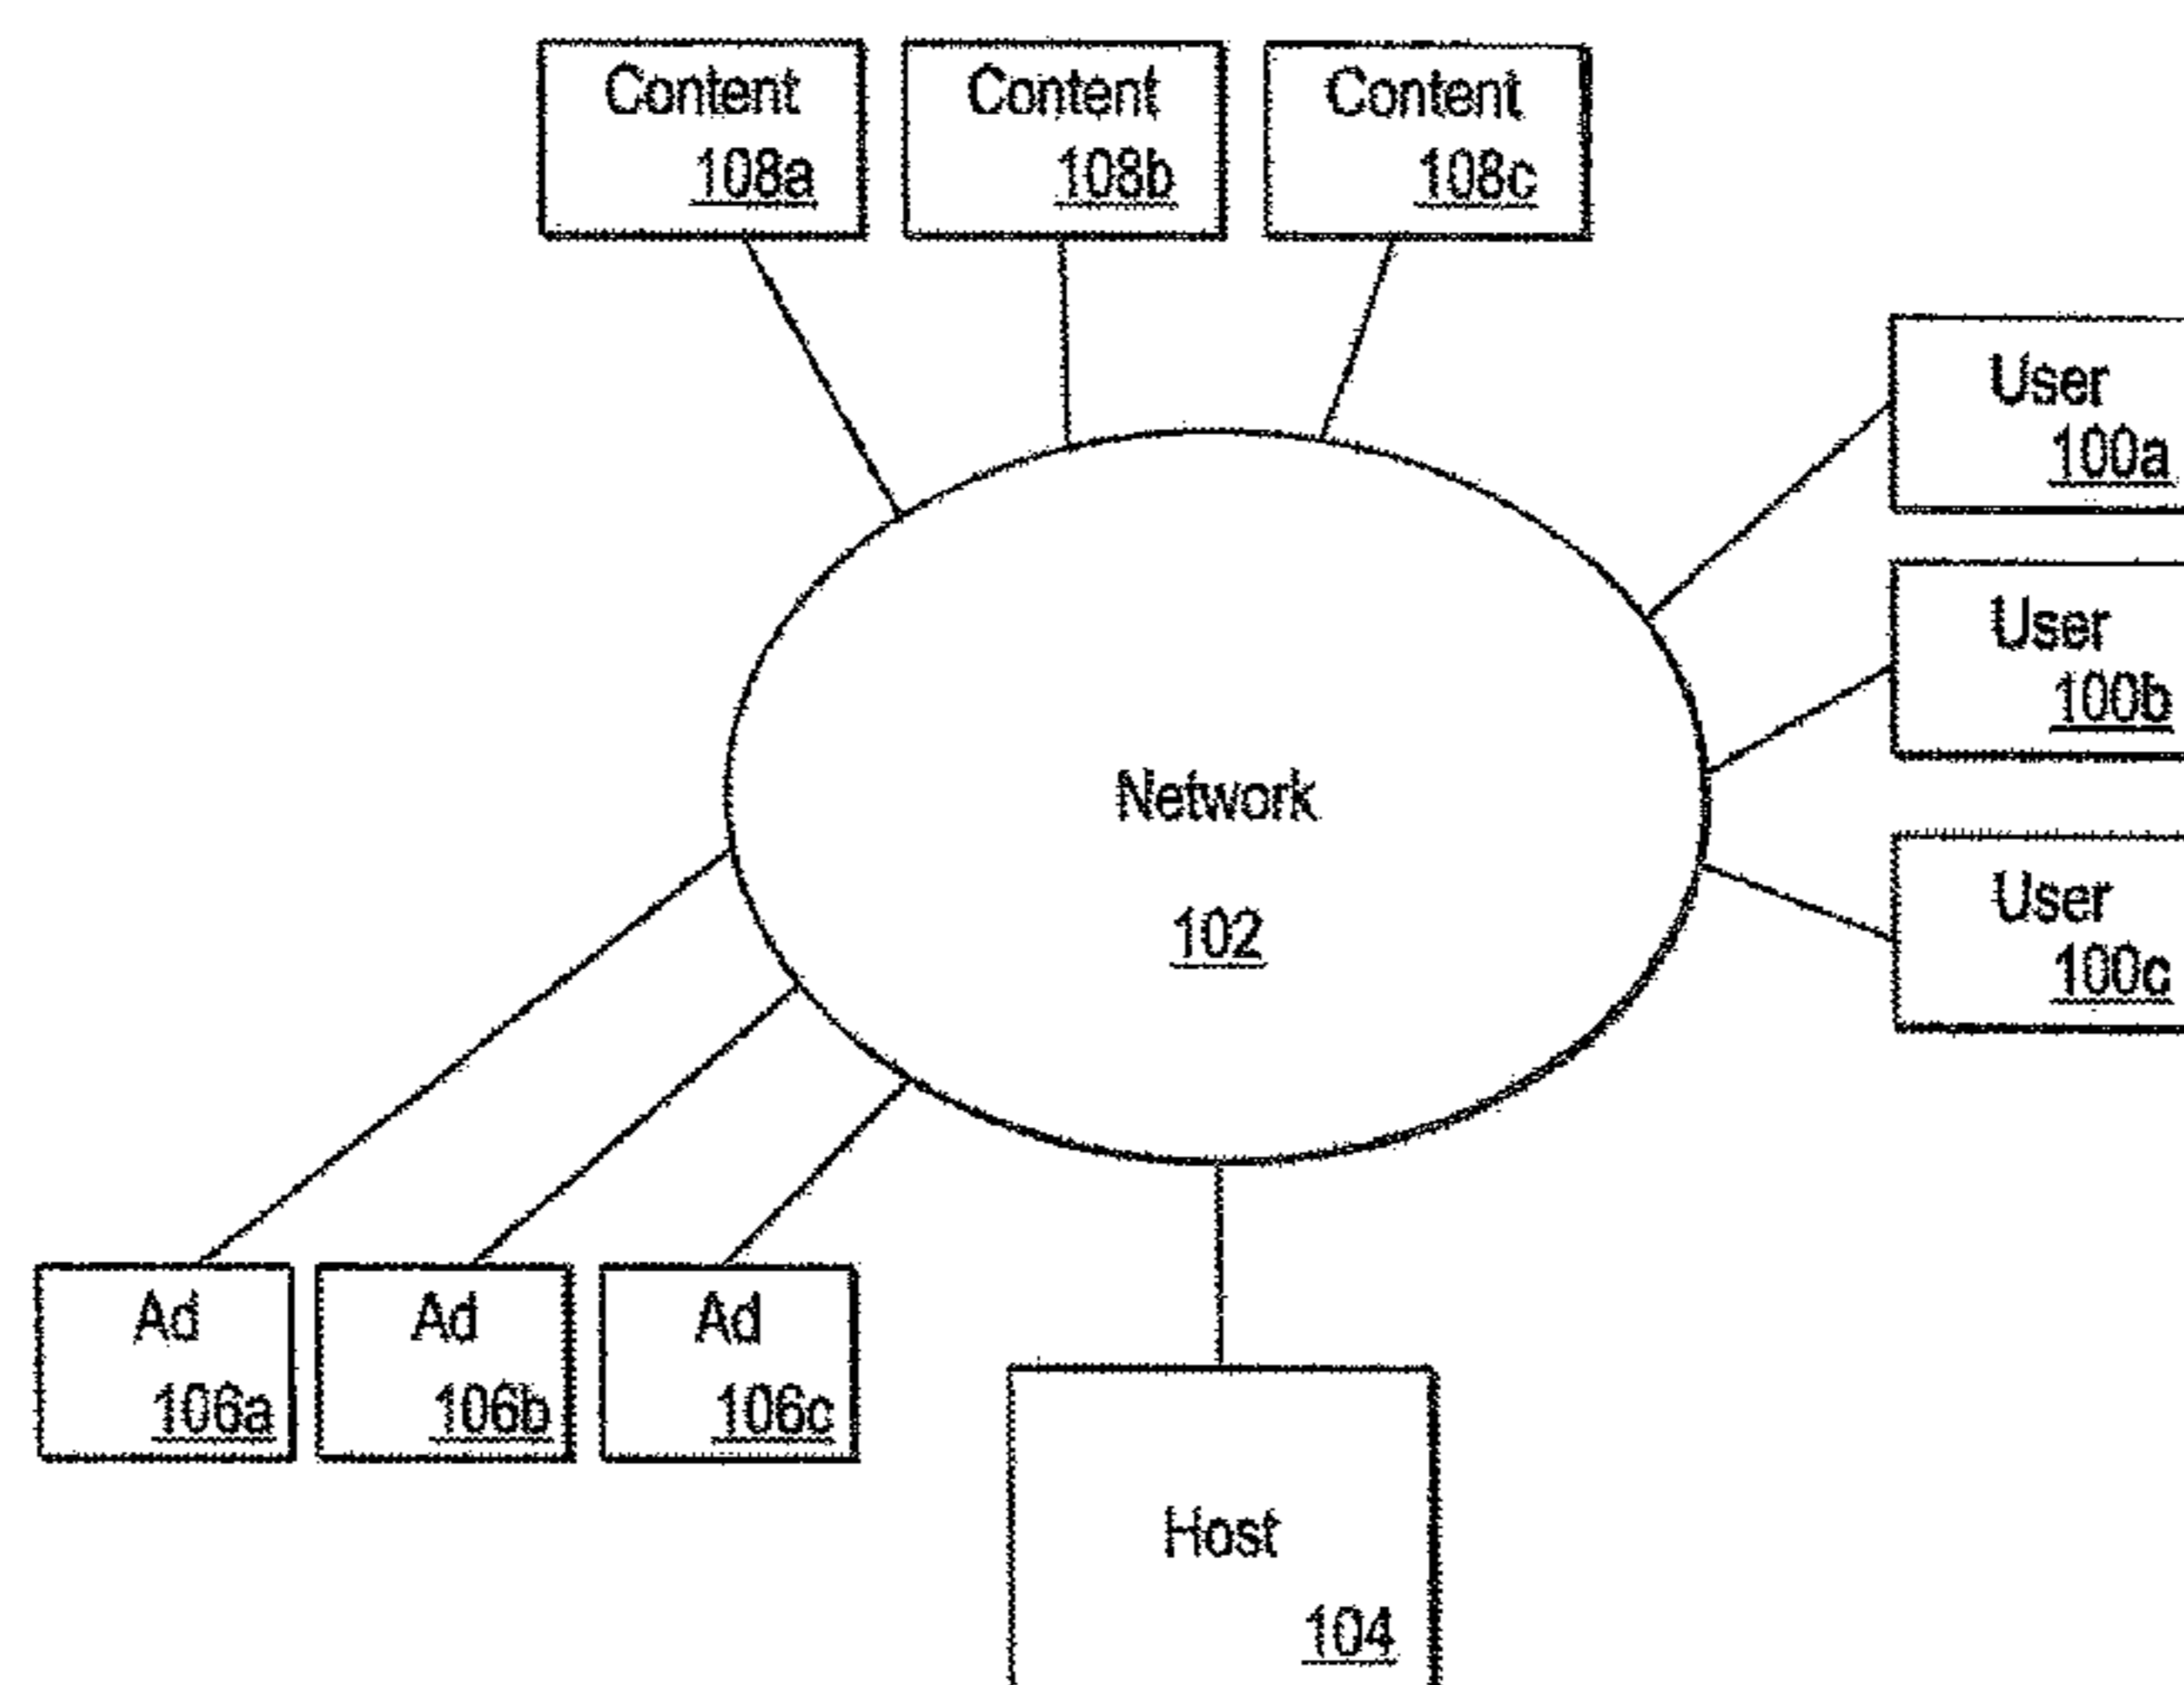 Content
108a
Content
108b
Content
108c
User
100a
User
100b
User
100c
Network
102
Ad
106a
Ad
106b
Ad
106c
Host
104